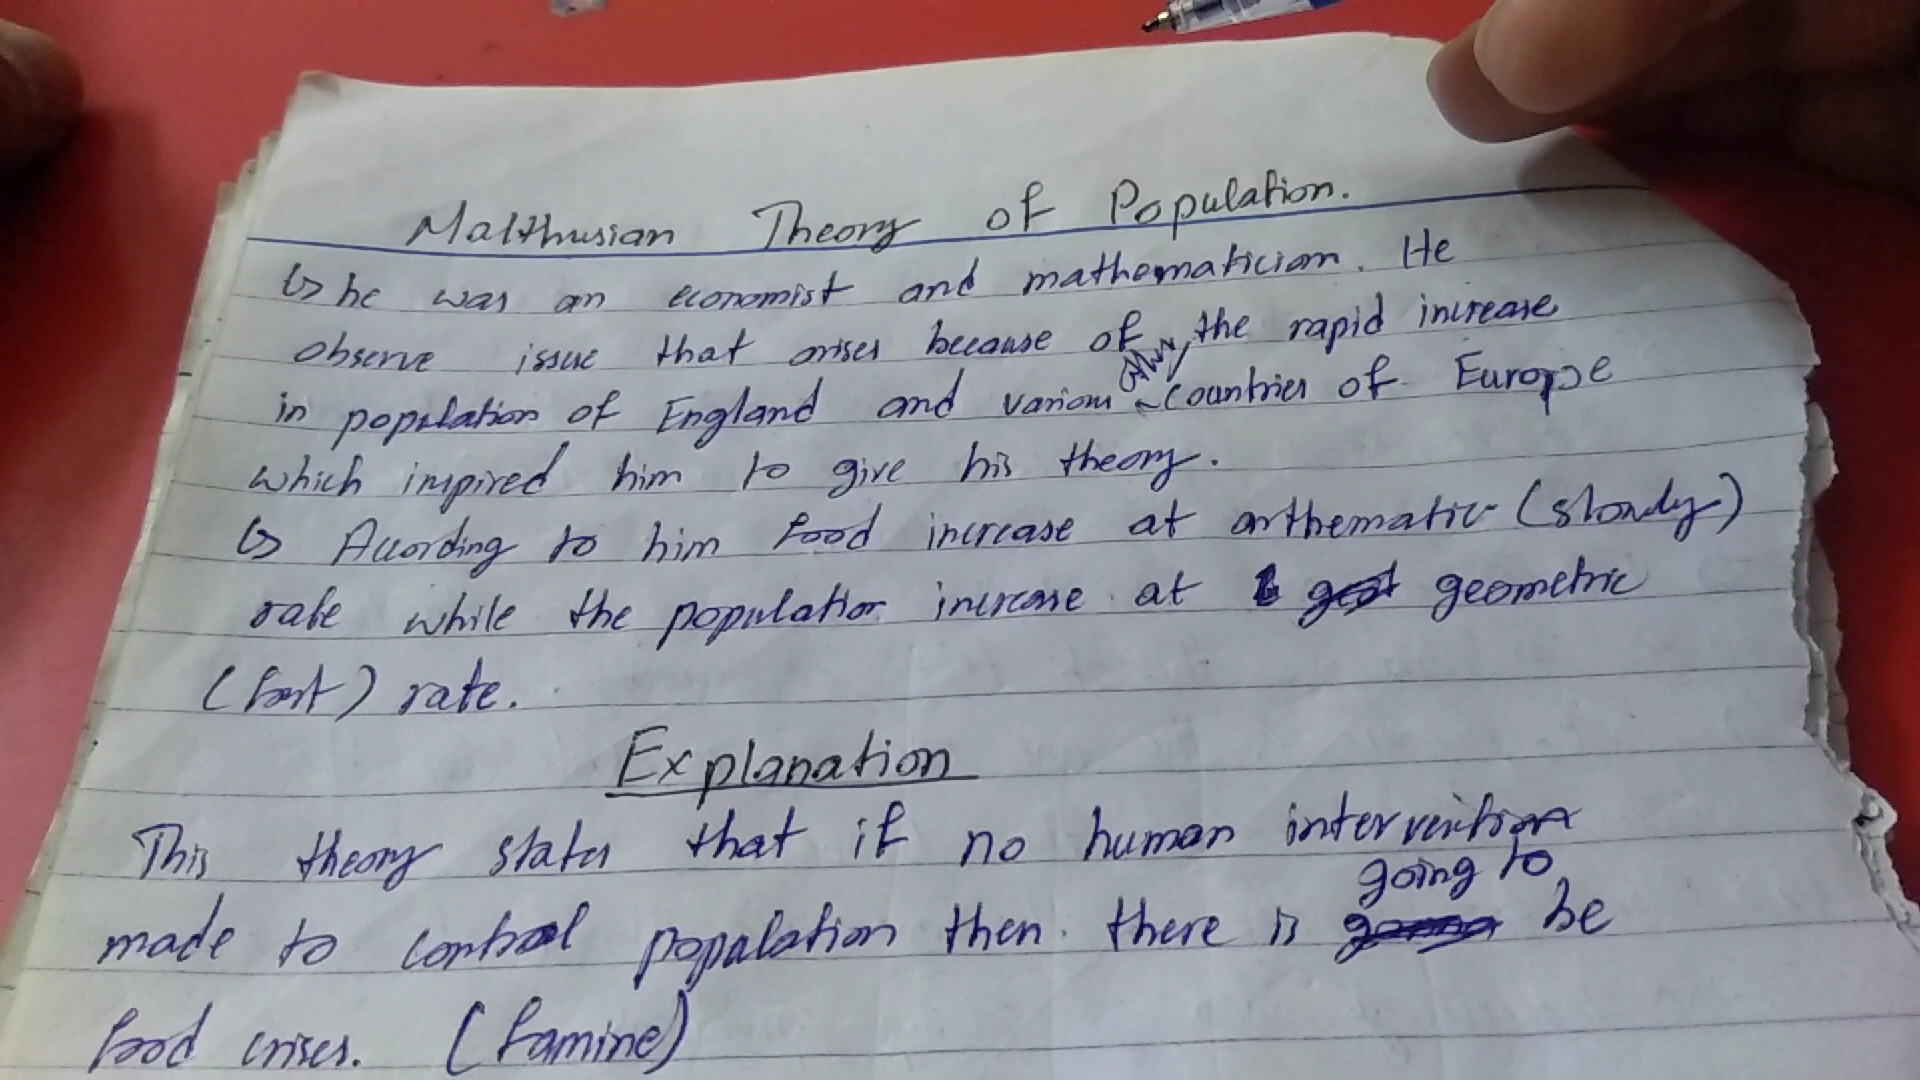 Malthusian Theory of Population.
↳ he was an economist and mathematician. He
observe issue that arises because of the rapid increase
in population of England and various other countries of Europe
which inspired him to give his theory.
↳ According to him food increase at arthematic (slowly)
rate while the population increase at geometric
(fast) rate.
Explanation
This theory states that if no human intervention
made to control population then there is going to be
food crises. (famine)